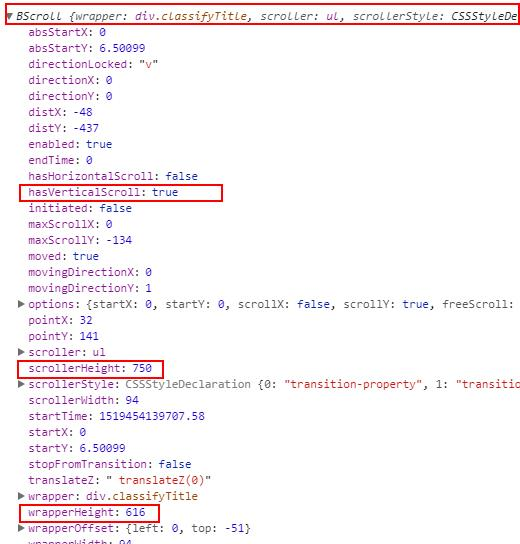 ▼BScroll {wrapper: div.classifyTitle, scroller: ul, scrollerStyle: CSSStyleDe
absStartX: 0
absStartY: 6.50099
directionLocked: "v"
directionX: 0
directionY: 0
distX: -48
distY: -437
enabled: true
endTime: 0
hasHorizontalScroll: false
hasVerticalScroll: true
initiated: false
maxScrollX: 0
maxScrollY: -134
moved: true
movingDirectionX: 0
movingDirectionY: 1
▶options: {startX: 0, startY: 0, scrollX: false, scrollY: true, freeScroll:
pointX: 32
pointY: 141
▶scroller: ul
scrollerHeight: 750
▶scrollerStyle: CSSStyleDeclaration {0: "transition-property", 1: "transitio
scrollerWidth: 94
startTime: 1519454139707.58
startX: 0
startY: 6.50099
stopFromTransition: false
translateZ: " translateZ(0)"
▶wrapper: div.classifyTitle
wrapperHeight: 616
▶wrapperOffset: {left: 0, top: -51}
wrapperWidth: 94